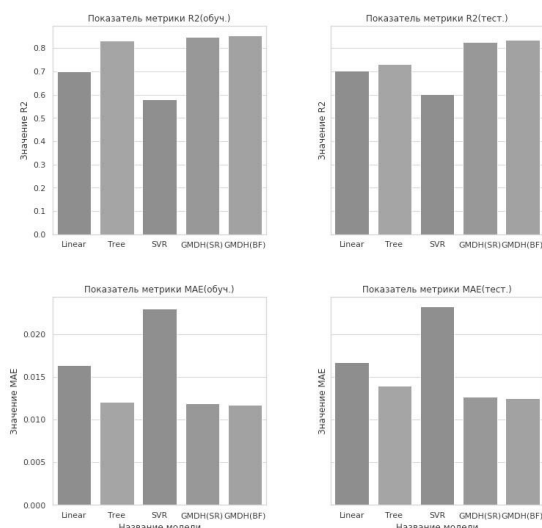 Показатель метрики R2(обуч.)
Показатель метрики R2(тест.)
Значение R2
0.8
0.7
0.6
0.5
0.4
0.3
0.2
0.1
0.0
Linear Tree SVR GMDH(SR) GMDH(BF)
Значение R2
Linear Tree SVR GMDH(SR) GMDH(BF)
Показатель метрики MAE(обуч.)
Показатель метрики MAE(тест.)
Значение MAE
0.020
0.015
0.010
0.005
0.000
Linear Tree SVR GMDH(SR) GMDH(BF)
Название модели
Значение MAE
Linear Tree SVR GMDH(SR) GMDH(BF)
Название модели